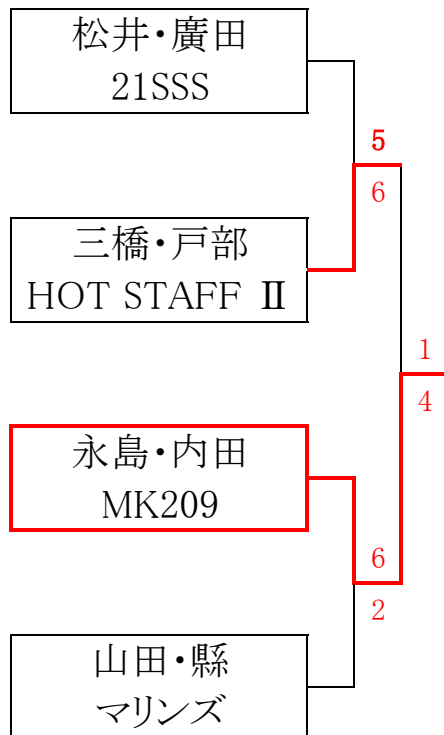 松井・廣田
21SSS
5
6
三橋・戸部
HOT STAFF Ⅱ
1
4
永島・内田
MK209
6
2
山田・縣
マリンズ